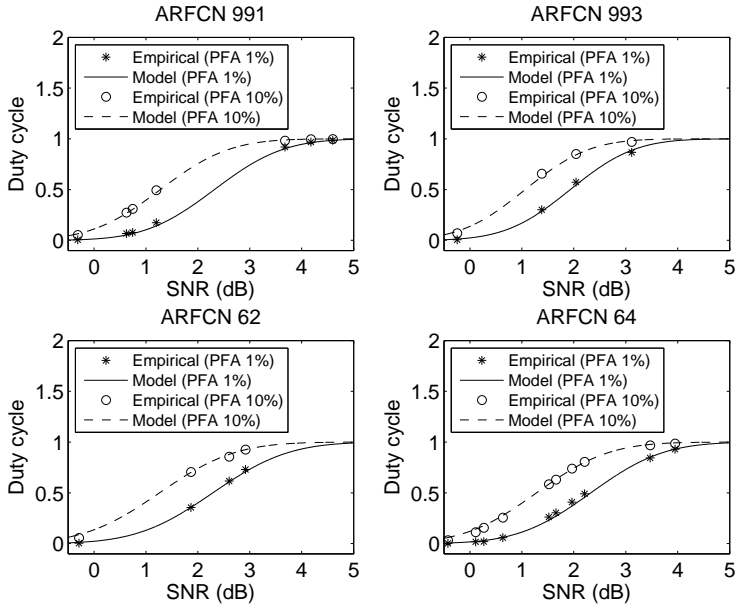 ARFCN 991
2
1.5
1
0.5
0
Duty cycle
Empirical (PFA 1%)
Model (PFA 1%)
Empirical (PFA 10%)
Model (PFA 10%)
0 1 2 3 4 5
SNR (dB)
ARFCN 993
2
1.5
1
0.5
0
Duty cycle
Empirical (PFA 1%)
Model (PFA 1%)
Empirical (PFA 10%)
Model (PFA 10%)
0 1 2 3 4 5
SNR (dB)
ARFCN 62
2
1.5
1
0.5
0
Duty cycle
Empirical (PFA 1%)
Model (PFA 1%)
Empirical (PFA 10%)
Model (PFA 10%)
0 1 2 3 4 5
SNR (dB)
ARFCN 64
2
1.5
1
0.5
0
Duty cycle
Empirical (PFA 1%)
Model (PFA 1%)
Empirical (PFA 10%)
Model (PFA 10%)
0 1 2 3 4 5
SNR (dB)